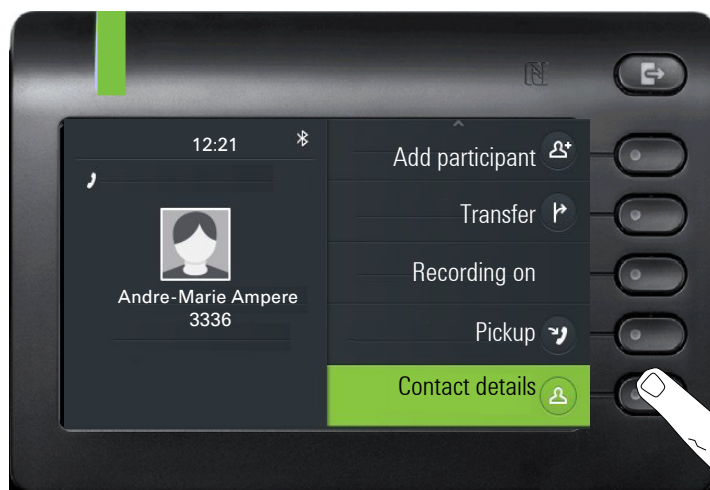 12:21
Andre-Marie Ampere
3336
Add participant
Transfer
Recording on
Pickup
Contact details